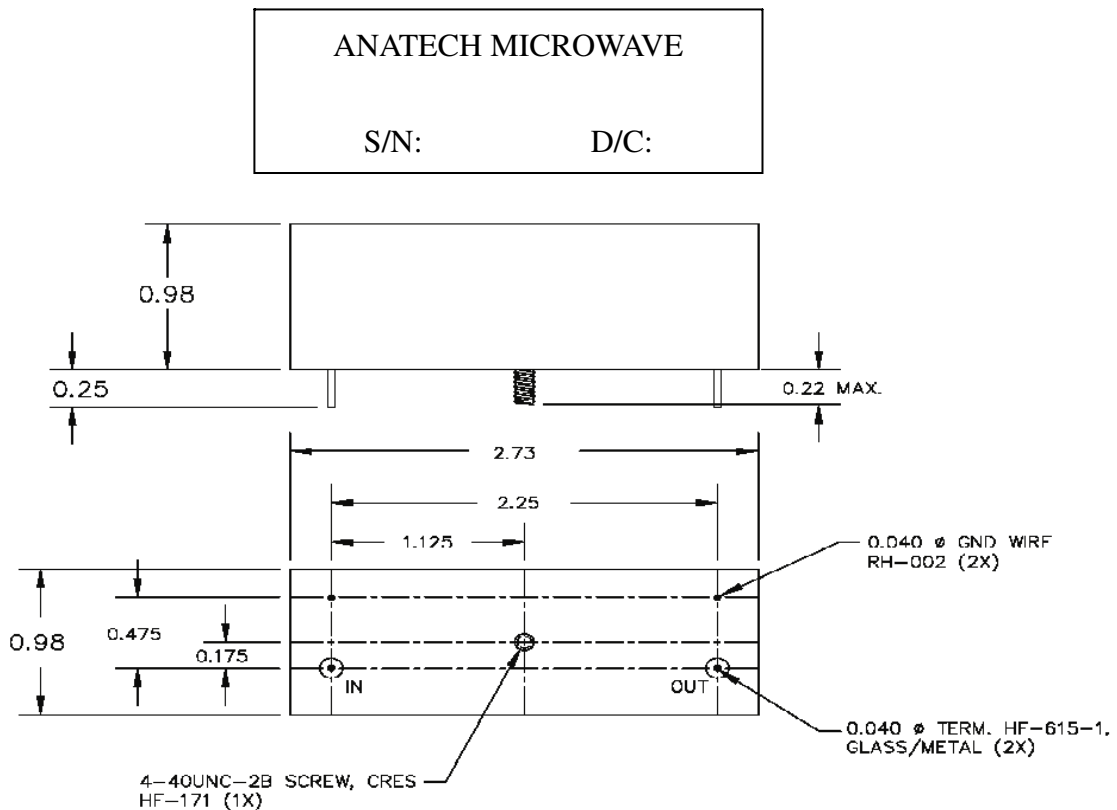 ANATECH MICROWAVE
S/N: D/C:
0.98
0.25
0.22 MAX.
2.73
2.25
1.125
0.040 ø GND WIRE
RH-002 (2X)
0.98
0.475
0.175
IN
OUT
0.040 ø TERM. HF-615-1,
GLASS/METAL (2X)
4-40UNC-2B SCREW, CRES
HF-171 (1X)